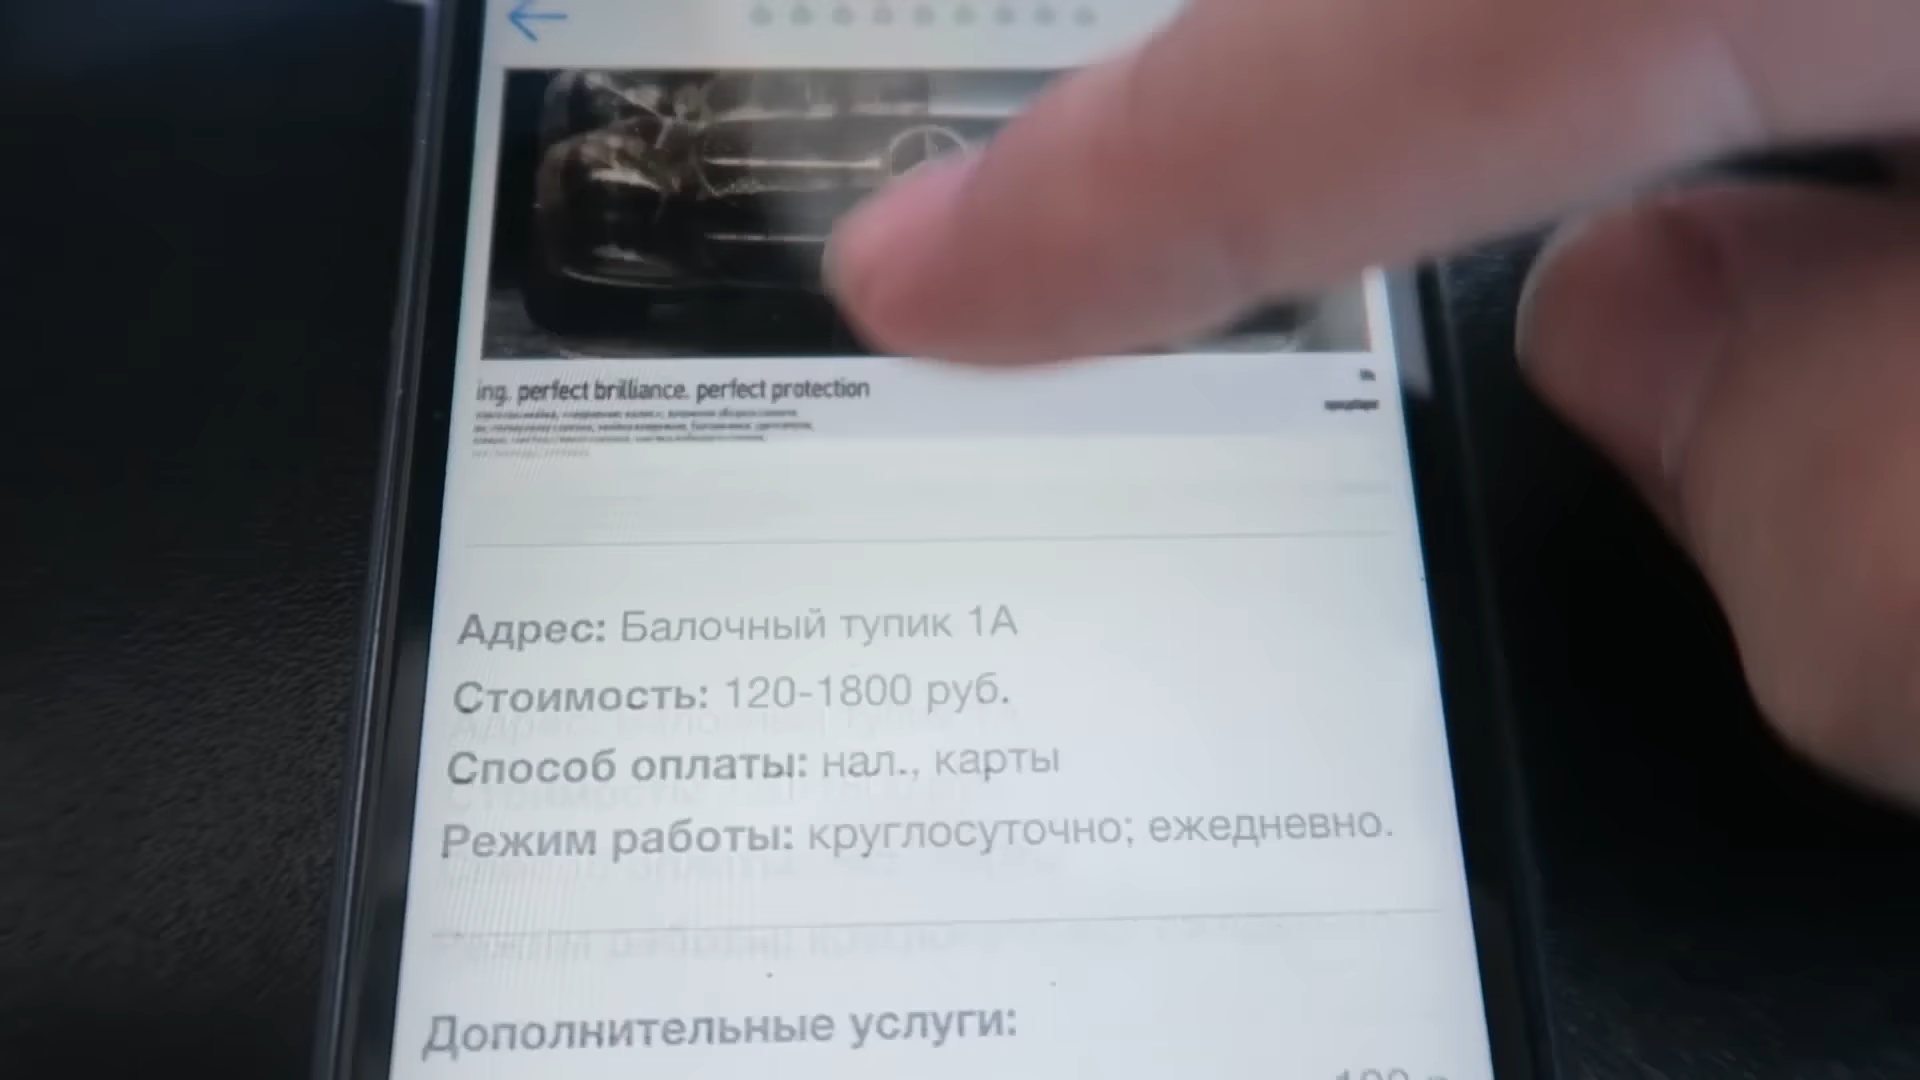 ing. perfect brilliance. perfect protection
Адрес: Балочный тупик 1А
Стоимость: 120-1800 руб.
Способ оплаты: нал., карты
Режим работы: круглосуточно; ежедневно.
Дополнительные услуги: